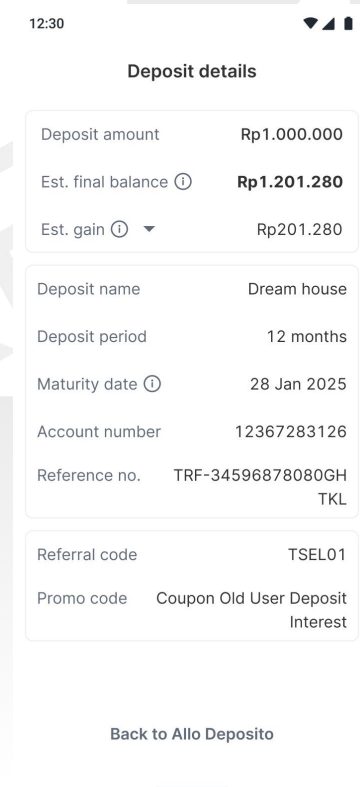 12:30
Deposit details
Deposit amount Rp1.000.000
Est. final balance Rp1.201.280
Est. gain Rp201.280
Deposit name Dream house
Deposit period 12 months
Maturity date 28 Jan 2025
Account number 12367283126
Reference no. TRF-34596878080GH
TKL
Referral code TSEL01
Promo code Coupon Old User Deposit
Interest
Back to Allo Deposito